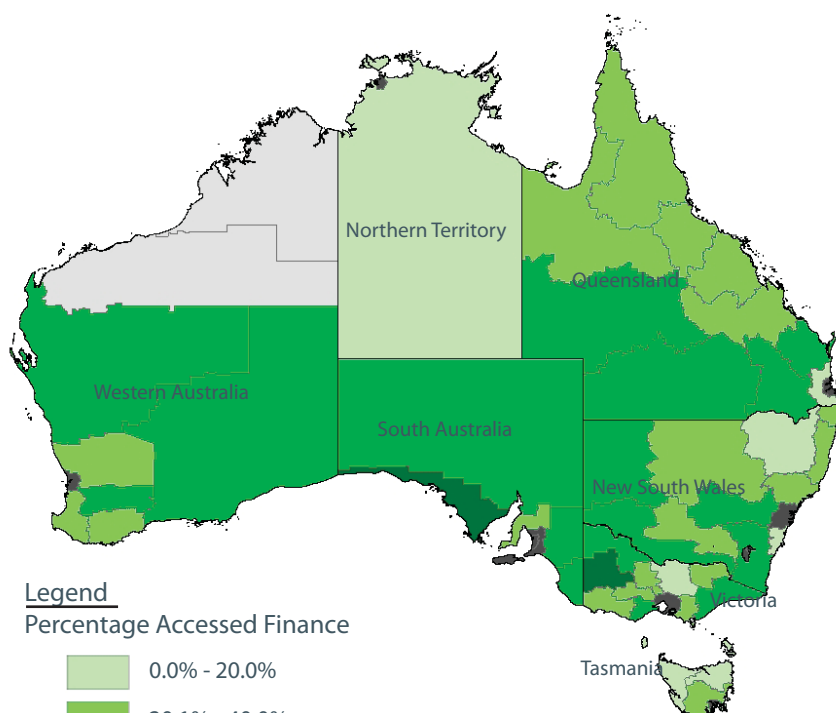 Northern Territory
Queensland
Western Australia
South Australia
New South Wales
Victoria
Tasmania
Legend
Percentage Accessed Finance
0.0% - 20.0%